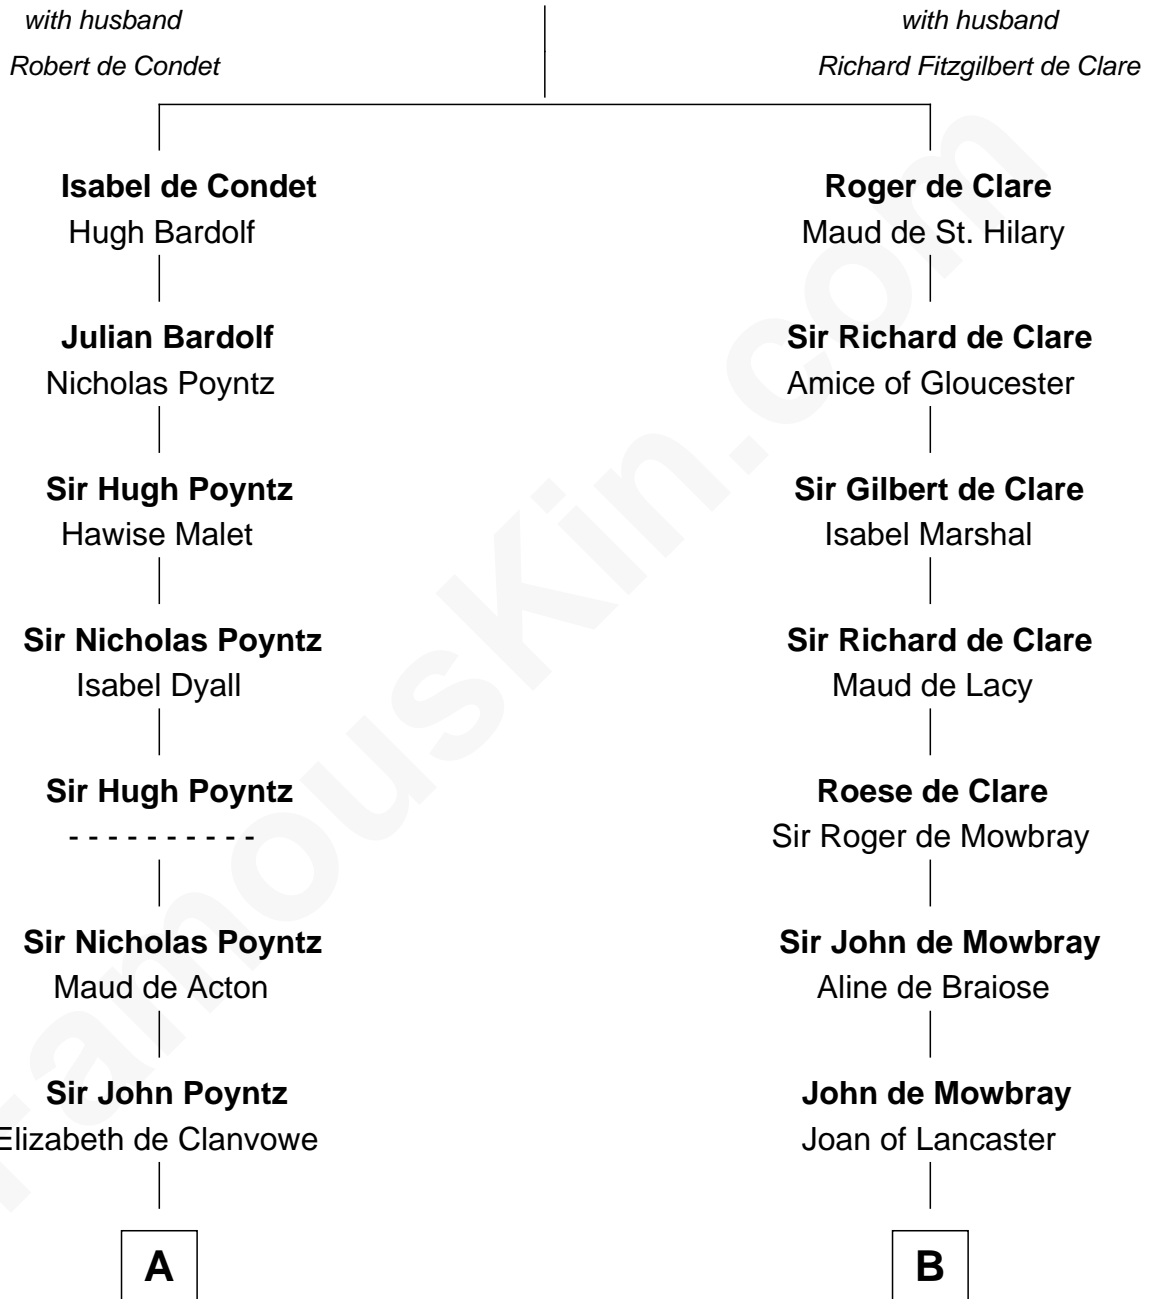 with husband
Robert de Condet
with husband
Richard Fitzgilbert de Clare
Isabel de Condet
Hugh Bardolf
Roger de Clare
Maud de St. Hilary
Julian Bardolf
Nicholas Poyntz
Sir Richard de Clare
Amice of Gloucester
Sir Hugh Poyntz
Hawise Malet
Sir Gilbert de Clare
Isabel Marshal
Sir Nicholas Poyntz
Isabel Dyall
Sir Richard de Clare
Maud de Lacy
Sir Hugh Poyntz
- - - - - - - - - -
Roese de Clare
Sir Roger de Mowbray
Sir Nicholas Poyntz
Maud de Acton
Sir John de Mowbray
Aline de Braiose
Sir John Poyntz
Elizabeth de Clanvowe
John de Mowbray
Joan of Lancaster
A
B
FamousKin.com